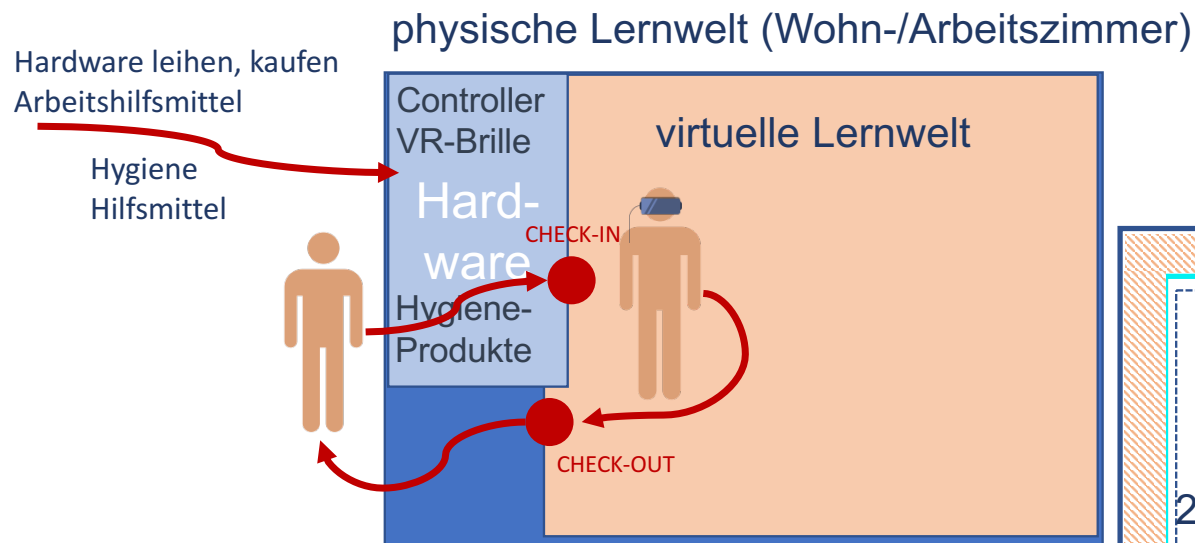 physische Lernwelt (Wohn-/Arbeitszimmer)
Hardware leihen, kaufen
Arbeitshilfsmittel
Hygiene
Hilfsmittel
Controller
VR-Brille
Hard-
ware
Hygiene-
Produkte
virtuelle Lernwelt
CHECK-IN
CHECK-OUT
2